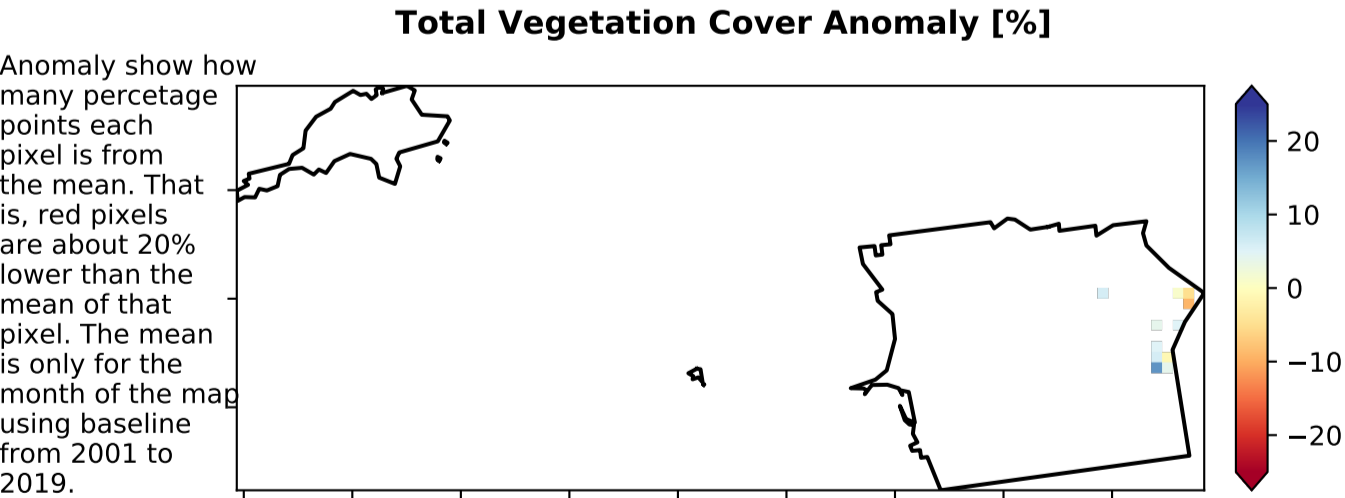 Total Vegetation Cover Anomaly [%]
Anomaly show how
many percetage
points each
pixel is from
the mean. That
is, red pixels
are about 20%
lower than the
mean of that
pixel. The mean
is only for the
month of the map
using baseline
from 2001 to
2019.
20
10
0
−10
−20